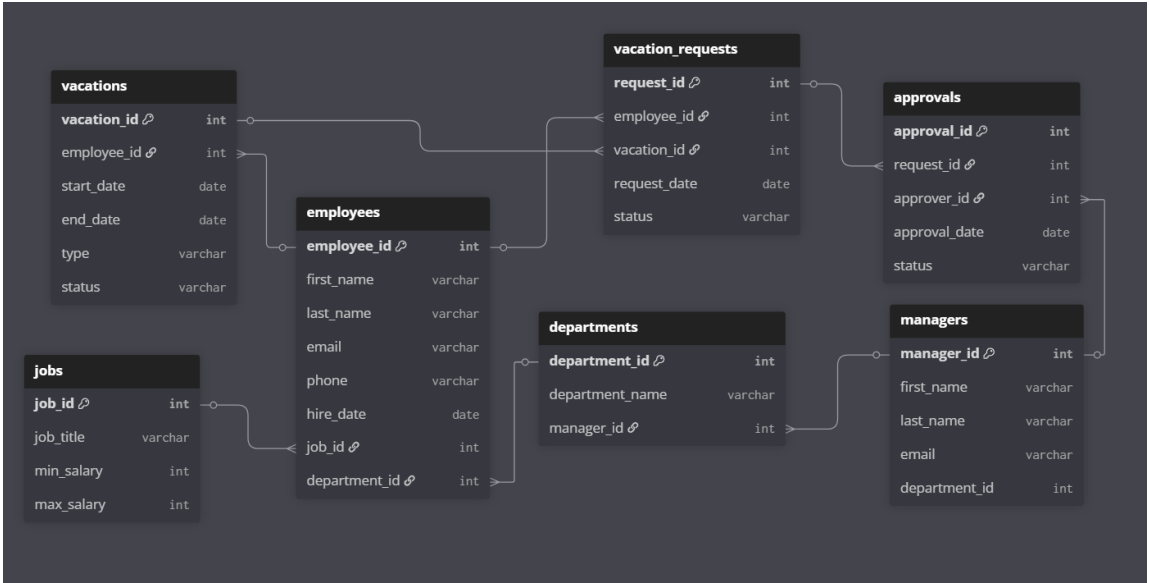 vacations
vacation_id int
employee_id int
start_date date
end_date date
type varchar
status varchar
jobs
job_id int
job_title varchar
min_salary int
max_salary int
employees
employee_id int
first_name varchar
last_name varchar
email varchar
phone varchar
hire_date date
job_id int
department_id int
vacation_requests
request_id int
employee_id int
vacation_id int
request_date date
status varchar
departments
department_id int
department_name varchar
manager_id int
approvals
approval_id int
request_id int
approver_id int
approval_date date
status varchar
managers
manager_id int
first_name varchar
last_name varchar
email varchar
department_id int